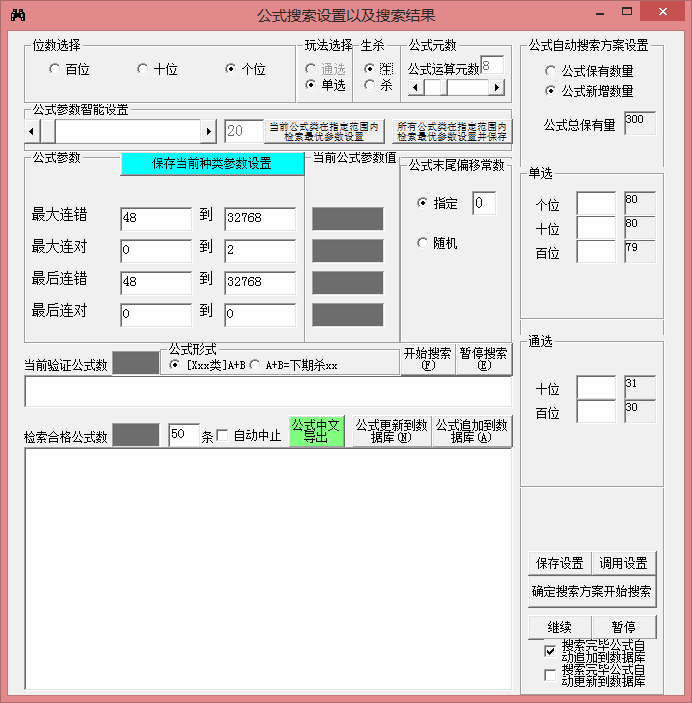 公式搜索设置以及搜索结果
位数选择
百位 十位 个位
玩法选择
通选
单选
生杀
生
杀
公式元数
公式运算元数 8
公式参数智能设置
20
当前公式类在指定范围内
检索最优参数设置
所有公式类在指定范围内
检索最优参数设置并保存
公式参数
保存当前种类参数设置
最大连错 48 到 32768
最大连对 0 到 2
最后连错 48 到 32768
最后连对 0 到 0
当前公式参数值
公式末尾偏移常数
指定 0
随机
当前验证公式数
公式形式
[Xxx类]A+B A+B=下期杀xx
开始搜索
(F)
暂停搜索
(E)
检索合格公式数
50 条 自动中止
公式中文
导出
公式更新到数
据库(N)
公式追加到数
据库(A)
公式自动搜索方案设置
公式保有数量
公式新增数量
公式总保有量 300
单选
个位 80
十位 80
百位 79
通选
十位 31
百位 30
保存设置 调用设置
确定搜索方案开始搜索
继续 暂停
搜索完毕公式自
动追加到数据库
搜索完毕公式自
动更新到数据库